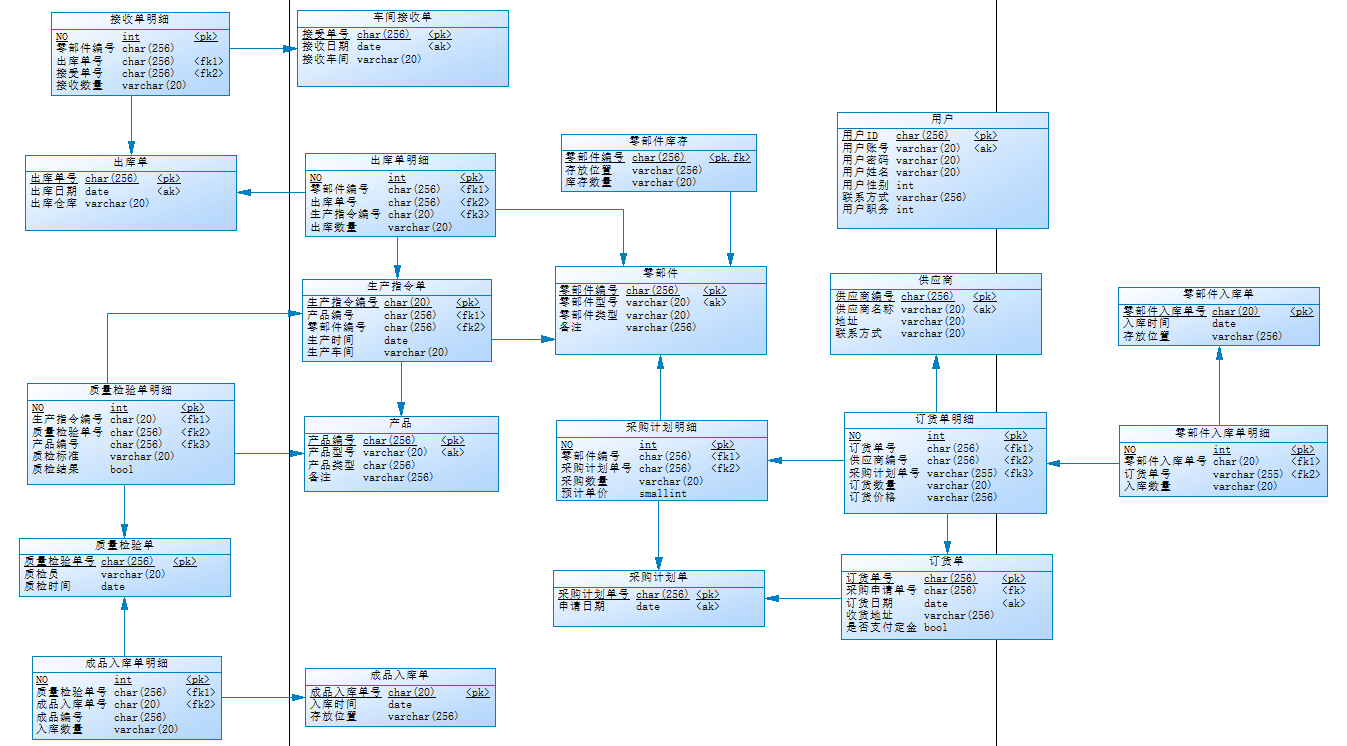 接收单明细
NO int <pk>
零部件编号 char(256)
出库单号 char(256) <fk1>
接受单号 char(256) <fk2>
接收数量 varchar(20)
车间接收单
接受单号 char(256) <pk>
接收日期 date <ak>
接收车间 varchar(20)
用户
用户ID char(256) <pk>
用户账号 varchar(20) <ak>
用户密码 varchar(20)
用户姓名 varchar(20)
用户性别 int
联系方式 varchar(256)
用户职务 int
零部件库存
零部件编号 char(256) <pk,fk>
存放位置 varchar(256)
库存数量 varchar(20)
出库单
出库单号 char(256) <pk>
出库日期 date <ak>
出库仓库 varchar(20)
出库单明细
NO int <pk>
零部件编号 char(256) <fk1>
出库单号 char(256) <fk2>
生产指令编号 char(20) <fk3>
出库数量 varchar(20)
生产指令单
生产指令编号 char(20) <pk>
产品编号 char(256) <fk1>
零部件编号 char(256) <fk2>
生产时间 date
生产车间 varchar(20)
零部件
零部件编号 char(256) <pk>
零部件型号 varchar(20) <ak>
零部件类型 varchar(20)
备注 varchar(256)
供应商
供应商编号 char(256) <pk>
供应商名称 varchar(20) <ak>
地址 varchar(20)
联系方式 varchar(20)
零部件入库单
零部件入库单号 char(20) <pk>
入库时间 date
存放位置 varchar(256)
质量检验单明细
NO int <pk>
生产指令编号 char(20) <fk1>
质量检验单号 char(256) <fk2>
产品编号 char(256) <fk3>
质检标准 varchar(20)
质检结果 bool
产品
产品编号 char(256) <pk>
产品型号 varchar(20) <ak>
产品类型 char(256)
备注 varchar(256)
采购计划明细
NO int <pk>
零部件编号 char(256) <fk1>
采购计划单号 char(256) <fk2>
采购数量 varchar(20)
预计单价 smallint
订货单明细
NO int <pk>
订货单号 char(256) <fk1>
供应商编号 char(256) <fk2>
采购计划单号 varchar(255) <fk3>
订货数量 varchar(20)
订货价格 varchar(256)
零部件入库单明细
NO int <pk>
零部件入库单号 char(20) <fk1>
订货单号 varchar(255) <fk2>
入库数量 varchar(20)
质量检验单
质量检验单号 char(256) <pk>
质检员 varchar(20)
质检时间 date
采购计划单
采购计划单号 char(256) <pk>
申请日期 date <ak>
订货单
订货单号 char(256) <pk>
采购申请单号 char(256) <fk>
订货日期 date <ak>
收货地址 varchar(256)
是否支付定金 bool
成品入库单明细
NO int <pk>
质量检验单号 char(256) <fk1>
成品入库单号 char(20) <fk2>
成品编号 char(256)
入库数量 varchar(20)
成品入库单
成品入库单号 char(20) <pk>
入库时间 date
存放位置 varchar(256)